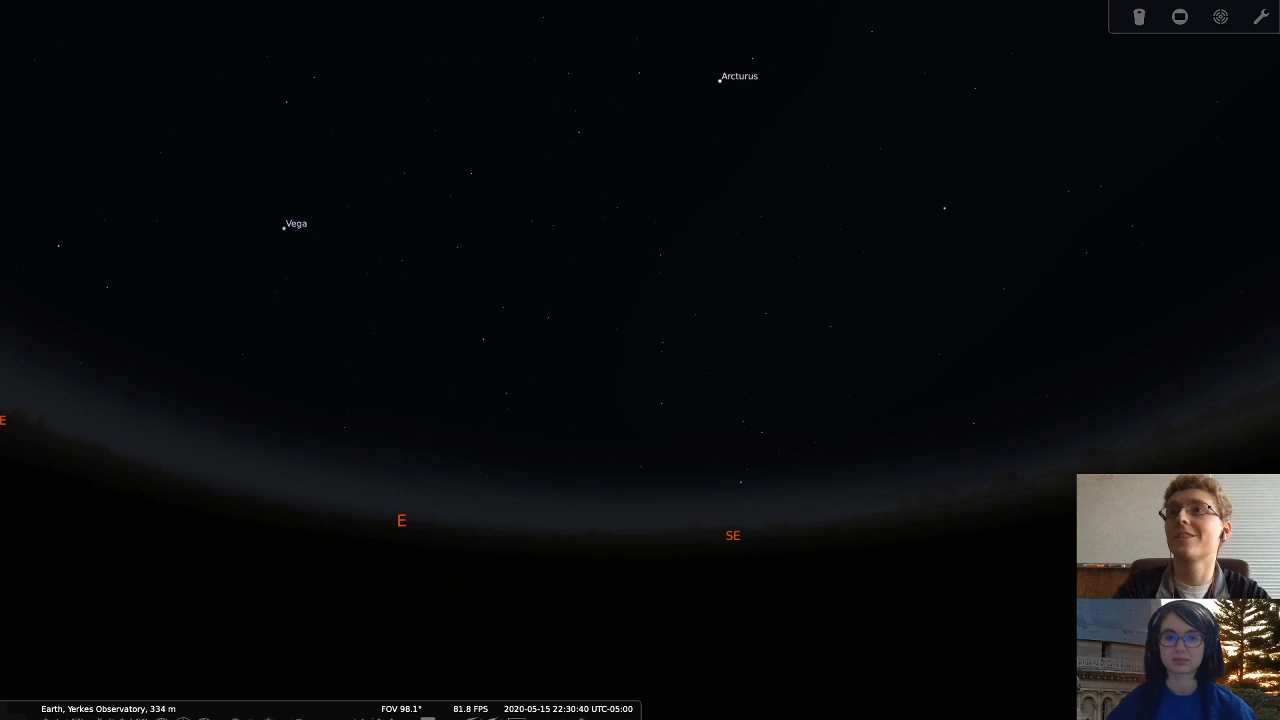 Arcturus
Vega
E
E
SE
Earth, Yerkes Observatory, 334 m FOV 98.1° 81.8 FPS 2020-05-15 22:30:40 UTC-05:00